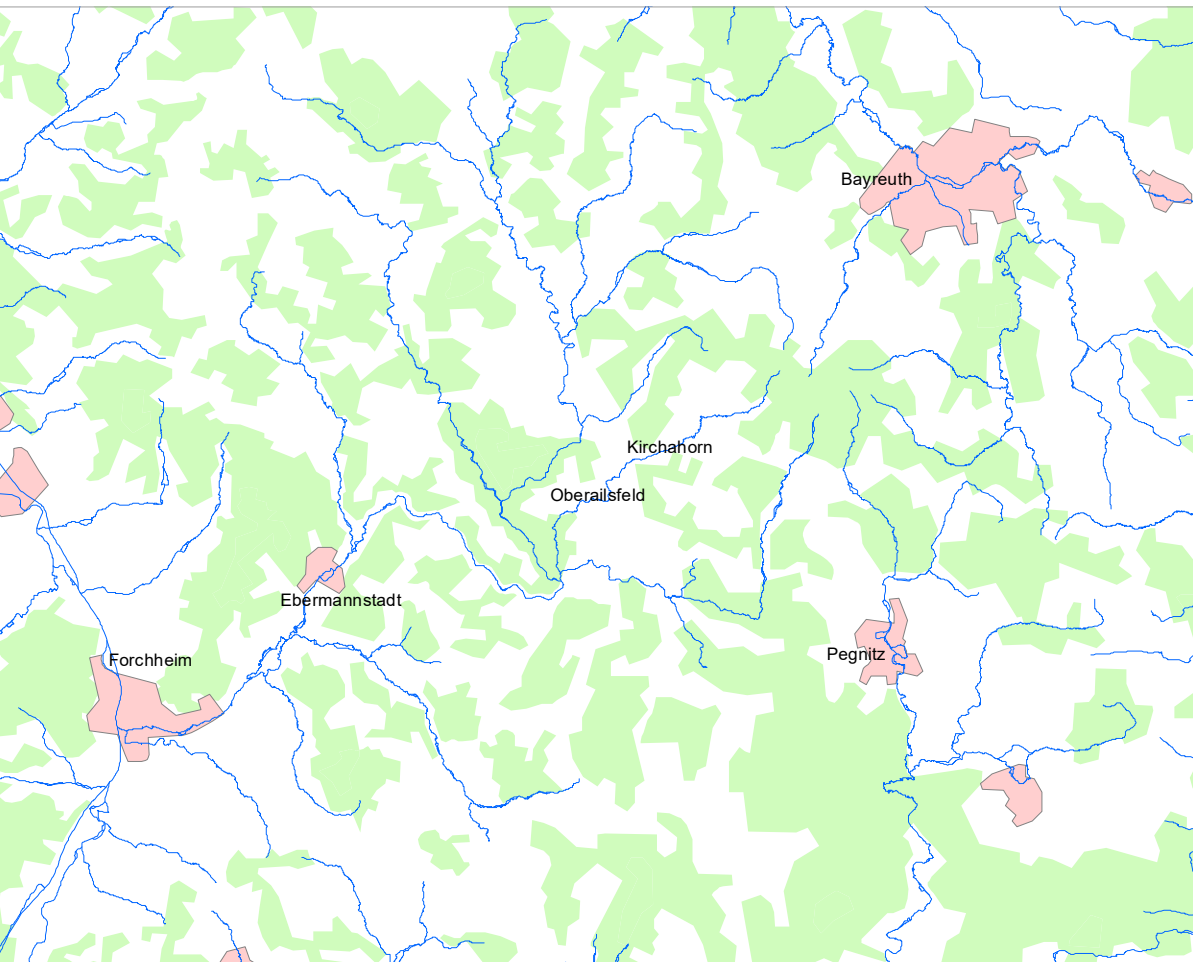 Bayreuth
Kirchahorn
Oberailsfeld
Ebermannstadt
Forchheim
Pegnitz